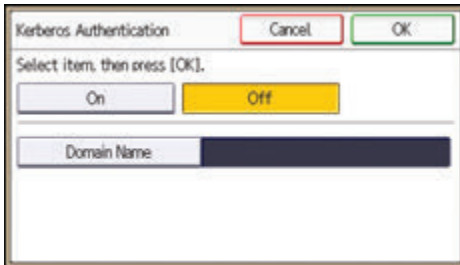 Kerberos Authentication Cancel OK
Select item, then press [OK].
On Off
Domain Name